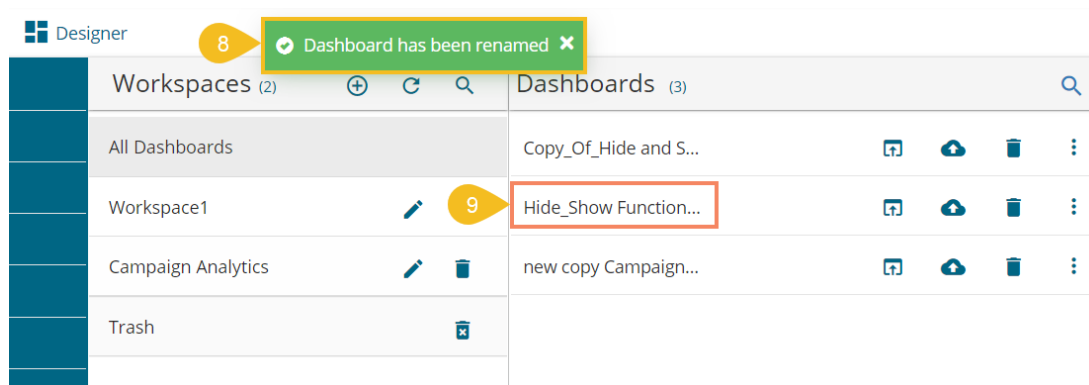 Designer
8
Dashboard has been renamed ×
Workspaces (2)
Dashboards (3)
All Dashboards
Copy_Of_Hide and S...
Workspace1
9
Hide_Show Function...
Campaign Analytics
new copy Campaign...
Trash